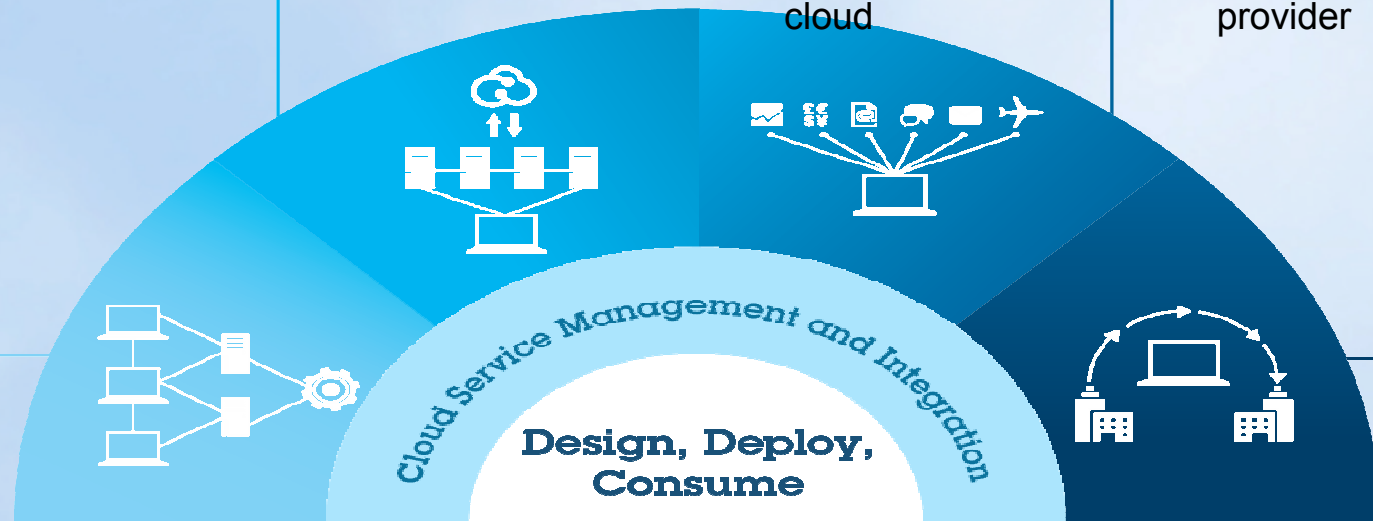 cloud provider
Cloud Service Management and Integration
Design, Deploy,
Consume